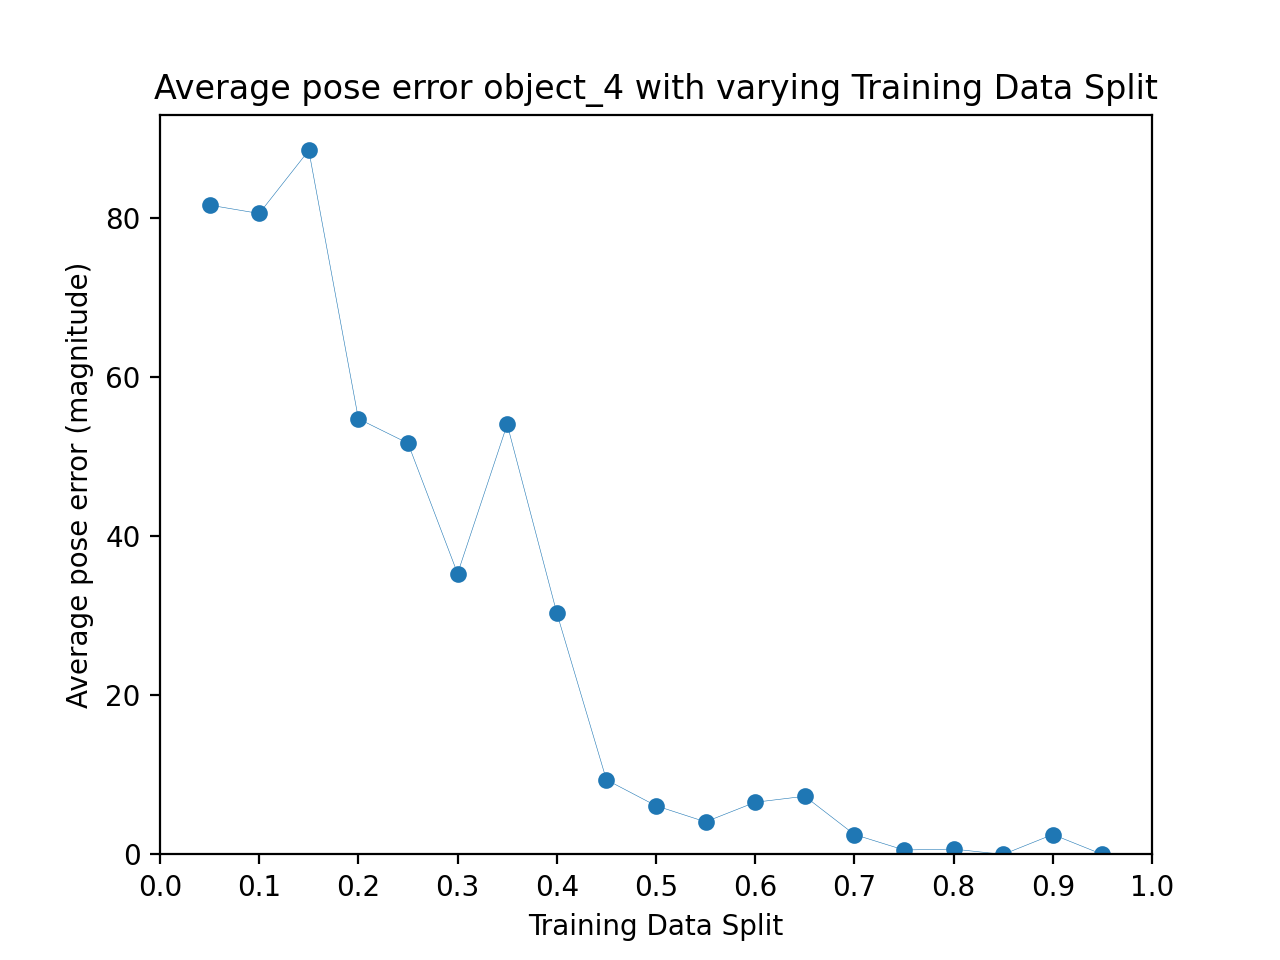 Average pose error object_4 with varying Training Data Split
Average pose error (magnitude)
80
60
40
20
0
0.0 0.1 0.2 0.3 0.4 0.5 0.6 0.7 0.8 0.9 1.0
Training Data Split